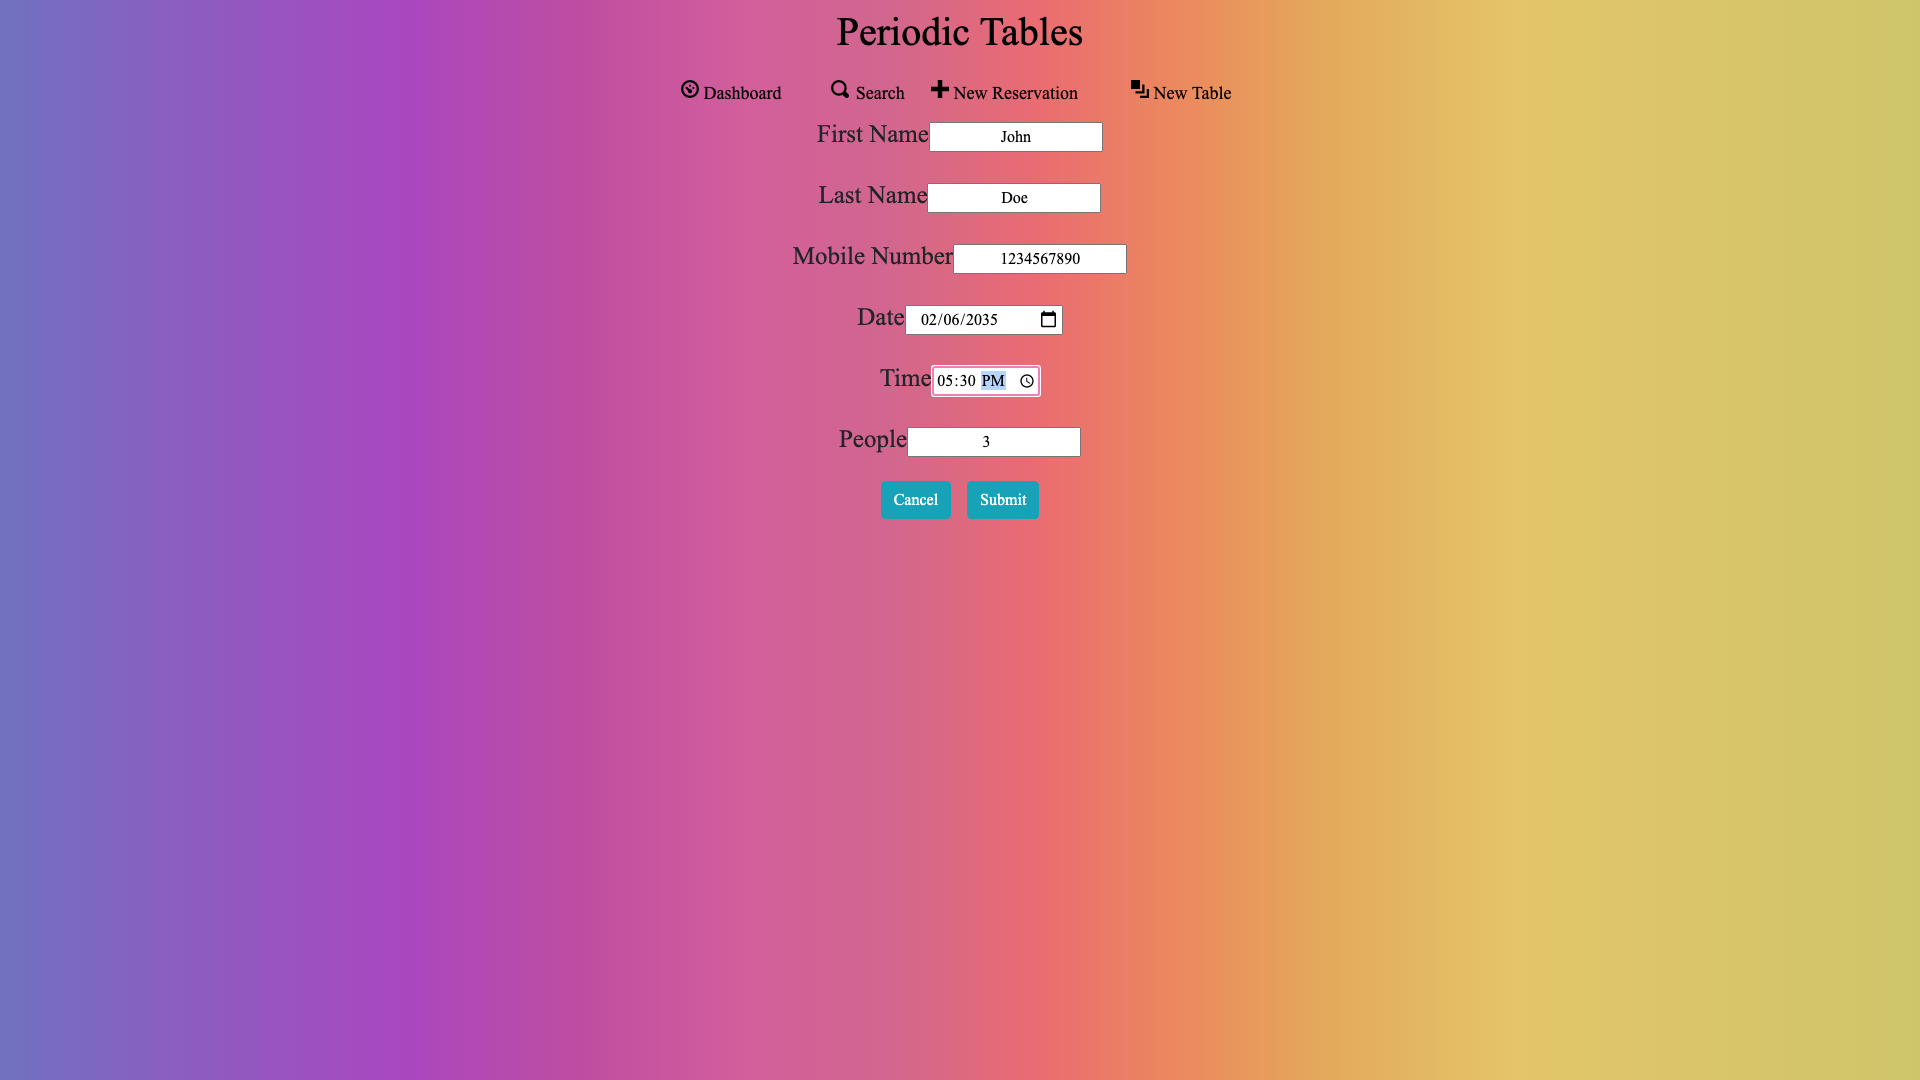 Periodic Tables
Dashboard Search New Reservation New Table
First Name John
Last Name Doe
Mobile Number 1234567890
Date 02/06/2035
Time 05:30 PM
People 3
Cancel Submit